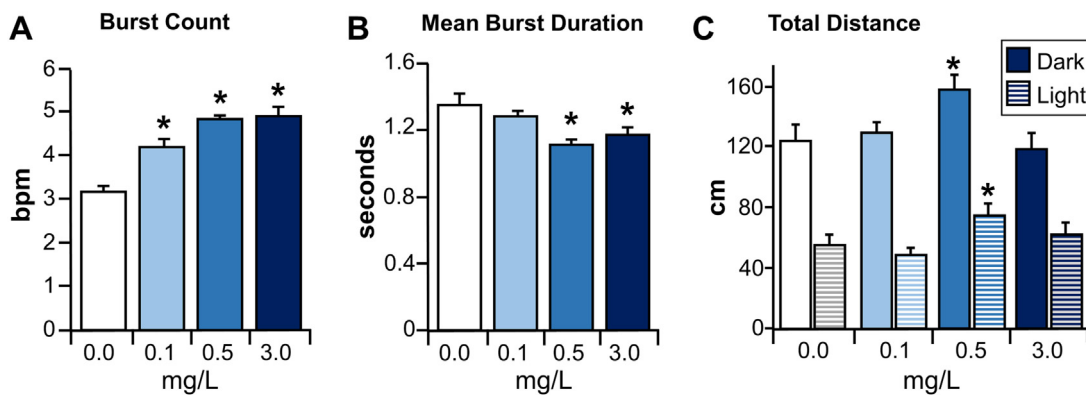 A Burst Count
bpm
6
5
4
3
2
1
0
* * *
0.0 0.1 0.5 3.0
mg/L
B Mean Burst Duration
seconds
1.6
1.2
0.8
0.4
0
* *
0.0 0.1 0.5 3.0
mg/L
C Total Distance
Dark
Light
cm
160
120
80
40
0
*
*
0.0 0.1 0.5 3.0
mg/L